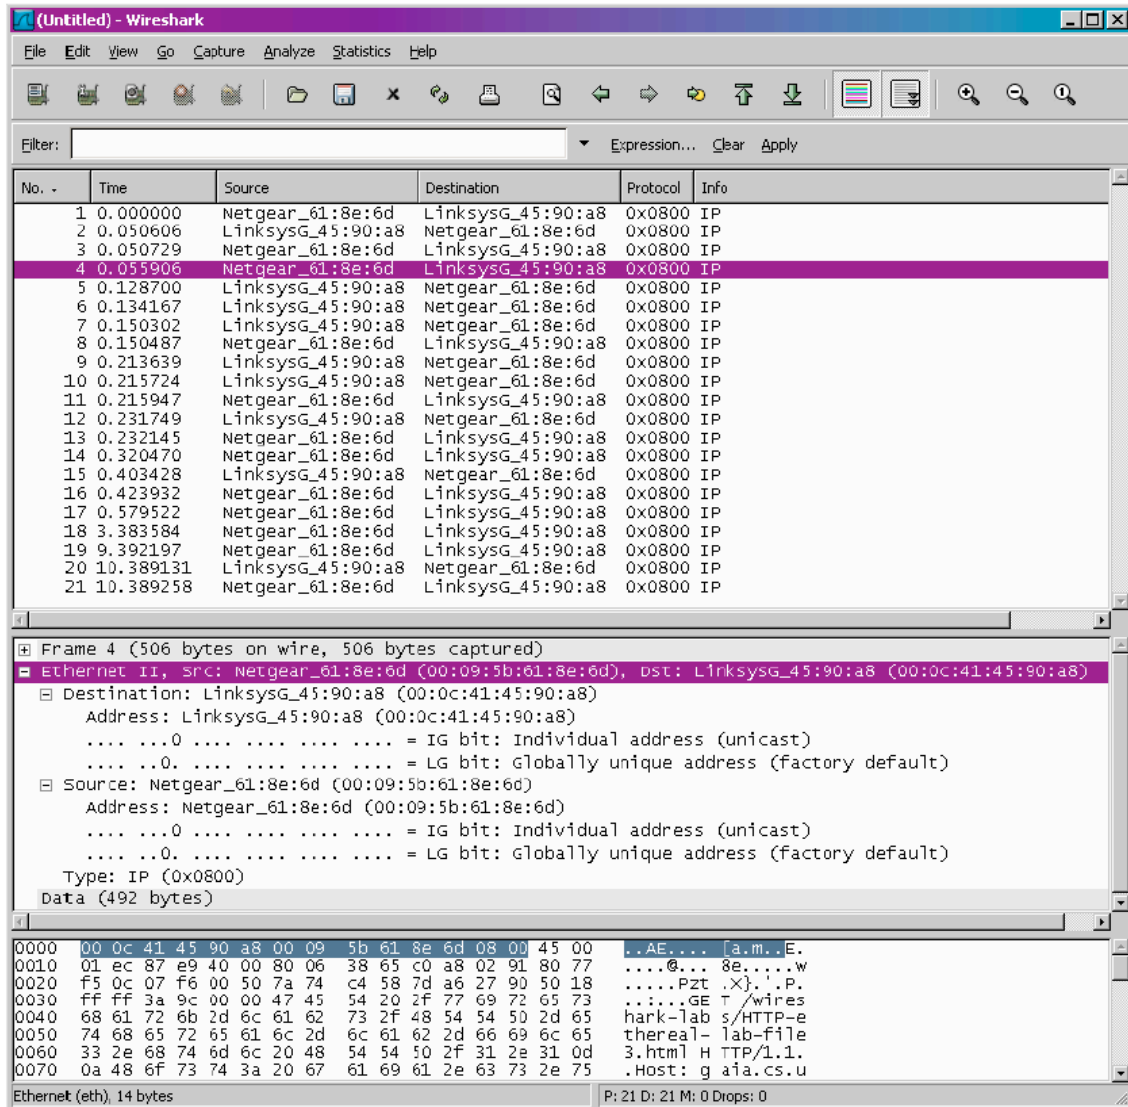 (Untitled) - Wireshark
File Edit View Go Capture Analyze Statistics Help
Filter: Expression... Clear Apply
No. - Time Source Destination Protocol Info
1 0.000000 Netgear_61:8e:6d LinksysG_45:90:a8 0x0800 IP
2 0.050606 LinksysG_45:90:a8 Netgear_61:8e:6d 0x0800 IP
3 0.050729 Netgear_61:8e:6d LinksysG_45:90:a8 0x0800 IP
4 0.055906 Netgear_61:8e:6d LinksysG_45:90:a8 0x0800 IP
5 0.128700 LinksysG_45:90:a8 Netgear_61:8e:6d 0x0800 IP
6 0.134167 LinksysG_45:90:a8 Netgear_61:8e:6d 0x0800 IP
7 0.150302 LinksysG_45:90:a8 Netgear_61:8e:6d 0x0800 IP
8 0.150487 Netgear_61:8e:6d LinksysG_45:90:a8 0x0800 IP
9 0.213639 LinksysG_45:90:a8 Netgear_61:8e:6d 0x0800 IP
10 0.215724 LinksysG_45:90:a8 Netgear_61:8e:6d 0x0800 IP
11 0.215947 Netgear_61:8e:6d LinksysG_45:90:a8 0x0800 IP
12 0.231749 LinksysG_45:90:a8 Netgear_61:8e:6d 0x0800 IP
13 0.232145 Netgear_61:8e:6d LinksysG_45:90:a8 0x0800 IP
14 0.320470 Netgear_61:8e:6d LinksysG_45:90:a8 0x0800 IP
15 0.403428 LinksysG_45:90:a8 Netgear_61:8e:6d 0x0800 IP
16 0.423932 Netgear_61:8e:6d LinksysG_45:90:a8 0x0800 IP
17 0.579522 Netgear_61:8e:6d LinksysG_45:90:a8 0x0800 IP
18 3.383584 Netgear_61:8e:6d LinksysG_45:90:a8 0x0800 IP
19 9.392197 Netgear_61:8e:6d LinksysG_45:90:a8 0x0800 IP
20 10.389131 LinksysG_45:90:a8 Netgear_61:8e:6d 0x0800 IP
21 10.389258 Netgear_61:8e:6d LinksysG_45:90:a8 0x0800 IP
Frame 4 (506 bytes on wire, 506 bytes captured)
Ethernet II, Src: Netgear_61:8e:6d (00:09:5b:61:8e:6d), Dst: LinksysG_45:90:a8 (00:0c:41:45:90:a8)
Destination: LinksysG_45:90:a8 (00:0c:41:45:90:a8)
Address: LinksysG_45:90:a8 (00:0c:41:45:90:a8)
.... ...0 .... .... .... .... = IG bit: Individual address (unicast)
.... ..0. .... .... .... .... = LG bit: Globally unique address (factory default)
Source: Netgear_61:8e:6d (00:09:5b:61:8e:6d)
Address: Netgear_61:8e:6d (00:09:5b:61:8e:6d)
.... ...0 .... .... .... .... = IG bit: Individual address (unicast)
.... ..0. .... .... .... .... = LG bit: Globally unique address (factory default)
Type: IP (0x0800)
Data (492 bytes)
0000 00 0c 41 45 90 a8 00 09 5b 61 8e 6d 08 00 45 00 ..AE.... [a.m..E.
0010 01 ec 87 e9 40 00 80 06 38 65 c0 a8 02 91 80 77 ....@... 8e.....w
0020 f5 0c 07 f6 00 50 7a 74 c4 58 7d a6 27 90 50 18 .....Pzt .X}.'.P.
0030 ff ff 3a 9c 00 00 47 45 54 20 2f 77 69 72 65 73 ..:...GE T /wires
0040 68 61 72 6b 2d 6c 61 62 73 2f 48 54 54 50 2d 65 hark-lab s/HTTP-e
0050 74 68 65 72 65 61 6c 2d 6c 61 62 2d 66 69 6c 65 thereal- lab-file
0060 33 2e 68 74 6d 6c 20 48 54 54 50 2f 31 2e 31 0d 3.html H TTP/1.1.
0070 0a 48 6f 73 74 3a 20 67 61 69 61 2e 63 73 2e 75 .Host: g aia.cs.u
Ethernet (eth), 14 bytes P: 21 D: 21 M: 0 Drops: 0